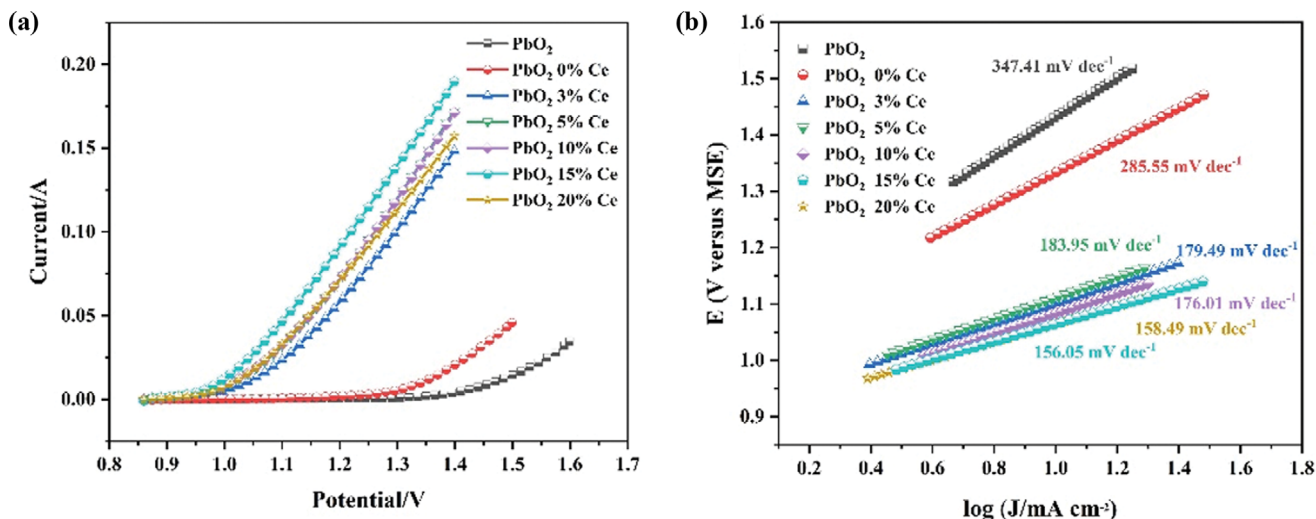 (a)
0.20
0.15
0.10
0.05
0.00
Current/A
0.8 0.9 1.0 1.1 1.2 1.3 1.4 1.5 1.6 1.7
Potential/V
PbO₂
PbO₂ 0% Ce
PbO₂ 3% Ce
PbO₂ 5% Ce
PbO₂ 10% Ce
PbO₂ 15% Ce
PbO₂ 20% Ce
(b)
1.6
1.5
1.4
1.3
1.2
1.1
1.0
0.9
E (V versus MSE)
0.2 0.4 0.6 0.8 1.0 1.2 1.4 1.6 1.8
log (J/mA cm⁻²)
PbO₂
PbO₂ 0% Ce
PbO₂ 3% Ce
PbO₂ 5% Ce
PbO₂ 10% Ce
PbO₂ 15% Ce
PbO₂ 20% Ce
347.41 mV dec⁻¹
285.55 mV dec⁻¹
183.95 mV dec⁻¹
179.49 mV dec⁻¹
176.01 mV dec⁻¹
158.49 mV dec⁻¹
156.05 mV dec⁻¹